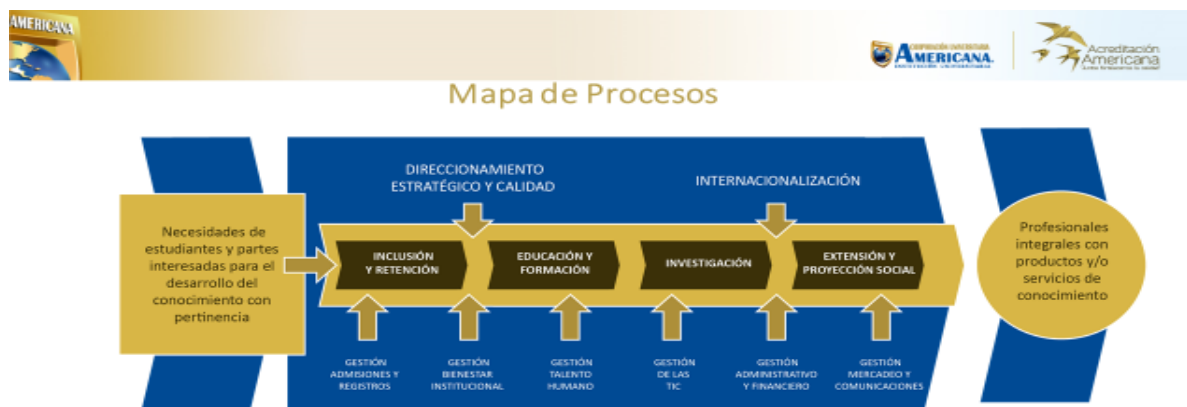 AMERICANA
CORPORACIÓN UNIVERSITARIA
AMERICANA
Acreditación
Americana
Mapa de Procesos
Necesidades de
estudiantes y partes
interesadas para el
desarrollo del
conocimiento con
pertinencia
DIRECCIONAMIENTO
ESTRATÉGICO Y CALIDAD
INTERNACIONALIZACIÓN
INCLUSIÓN
Y RETENCIÓN
EDUCACIÓN Y
FORMACIÓN
INVESTIGACIÓN
EXTENSIÓN Y
PROYECCIÓN SOCIAL
GESTIÓN
ADMISIONES Y
REGISTROS
GESTIÓN
BIENESTAR
INSTITUCIONAL
GESTIÓN
TALENTO
HUMANO
GESTIÓN
DE LAS
TIC
GESTIÓN
ADMINISTRATIVO
Y FINANCIERO
GESTIÓN
MERCADEO Y
COMUNICACIONES
Profesionales
integrales con
productos y/o
servicios de
conocimiento